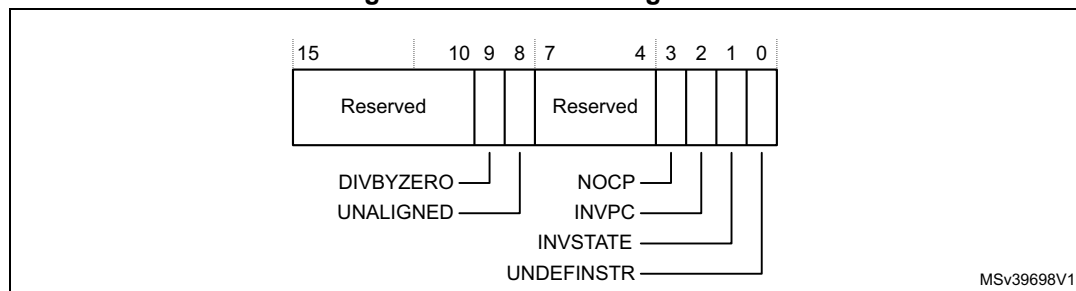 15 10 9 8 7 4 3 2 1 0
Reserved Reserved
DIVBYZERO NOCP
UNALIGNED INVPC
INVSTATE
UNDEFINSTR
MSv39698V1